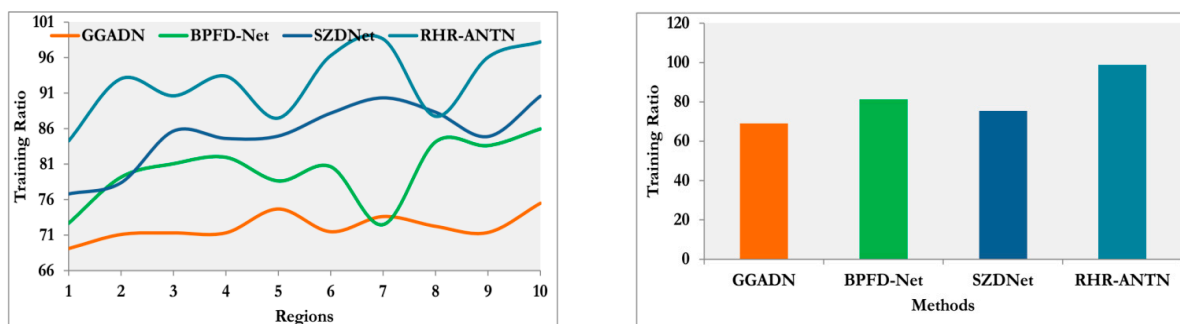 101
GGADN BPFD-Net SZDNet RHR-ANTN
96
91
86
81
76
71
66
Training Ratio
1 2 3 4 5 6 7 8 9 10
Regions
120
100
80
60
40
20
0
Training Ratio
GGADN BPFD-Net SZDNet RHR-ANTN
Methods